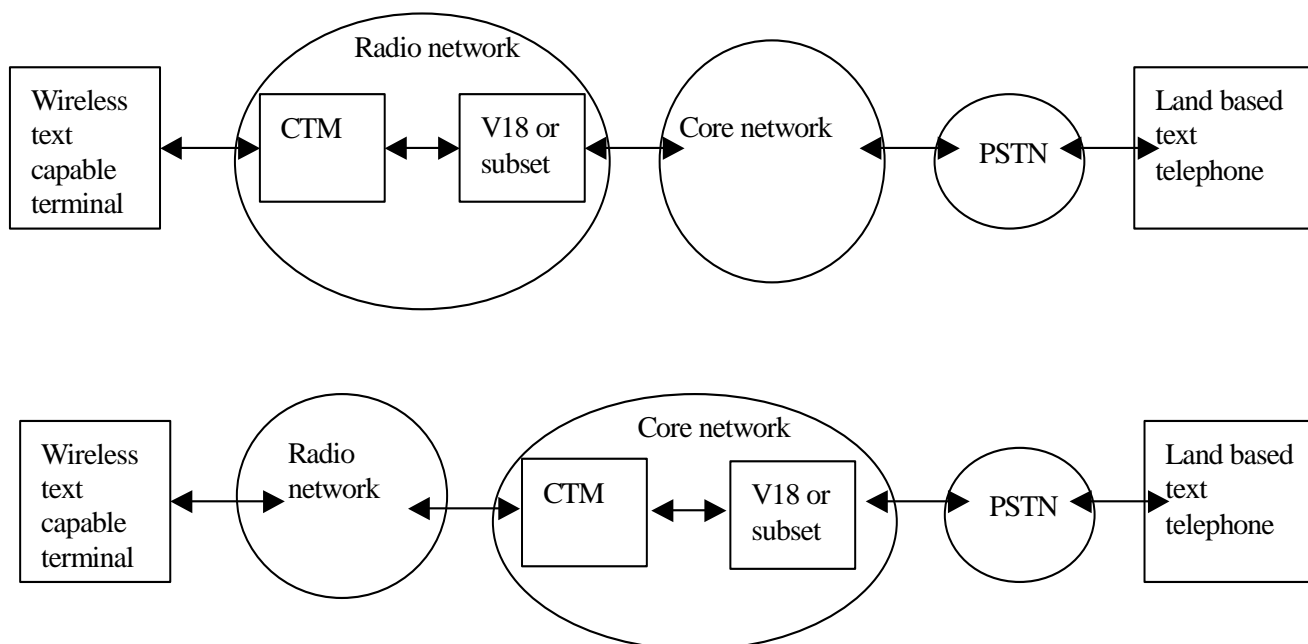 Radio network
Wireless
text
capable
terminal
CTM
V18 or
subset
Core network
PSTN
Land based
text
telephone
Wireless
text
capable
terminal
Radio
network
Core network
CTM
V18 or
subset
PSTN
Land based
text
telephone